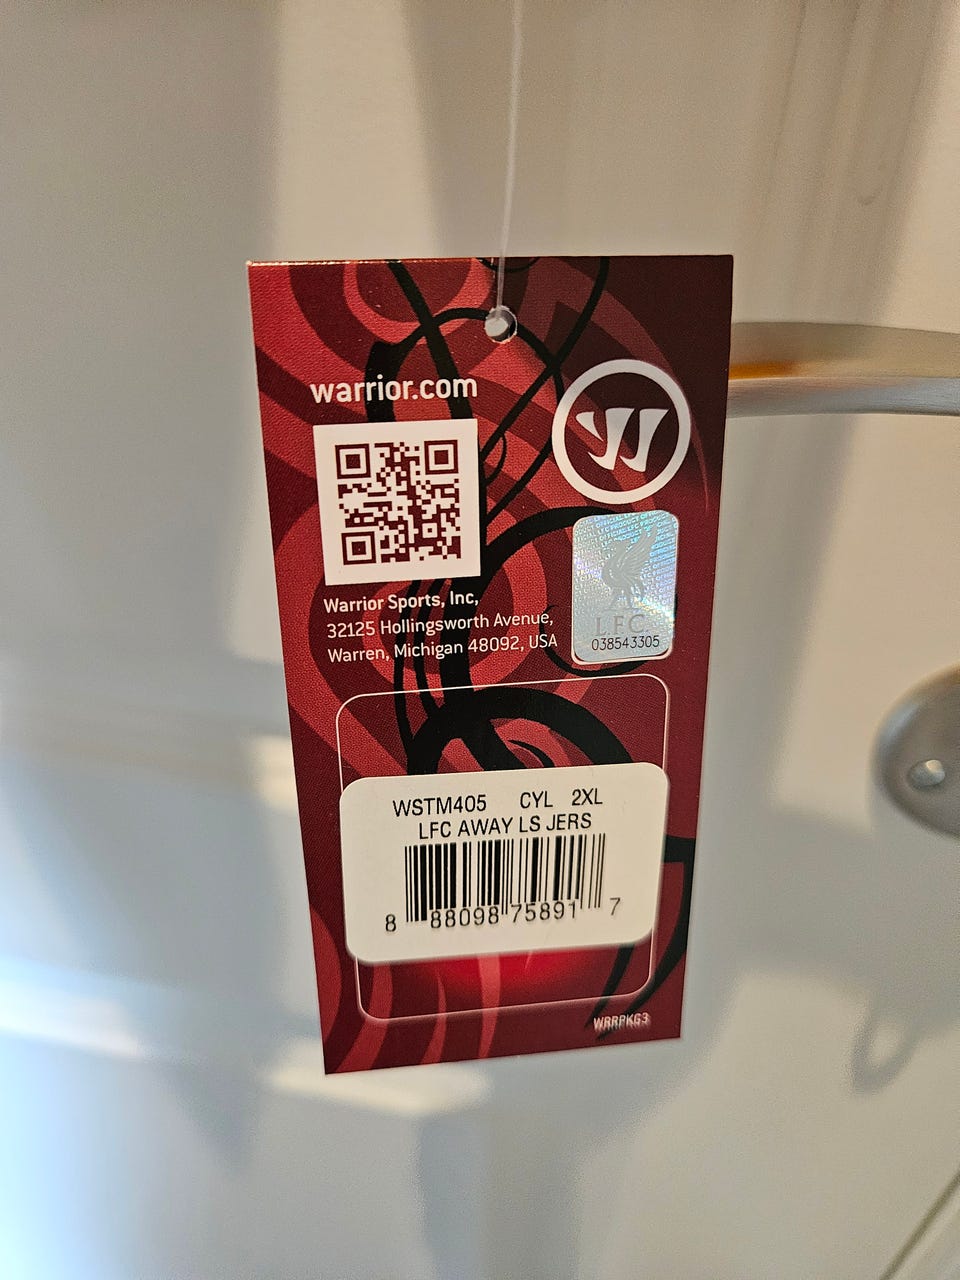 warrior.com
Warrior Sports, Inc,
32125 Hollingsworth Avenue,
Warren, Michigan 48092, USA
L.F.C.
038543305
WSTM405 CYL 2XL
LFC AWAY LS JERS
8 88098 75891 7
WRRPKG3